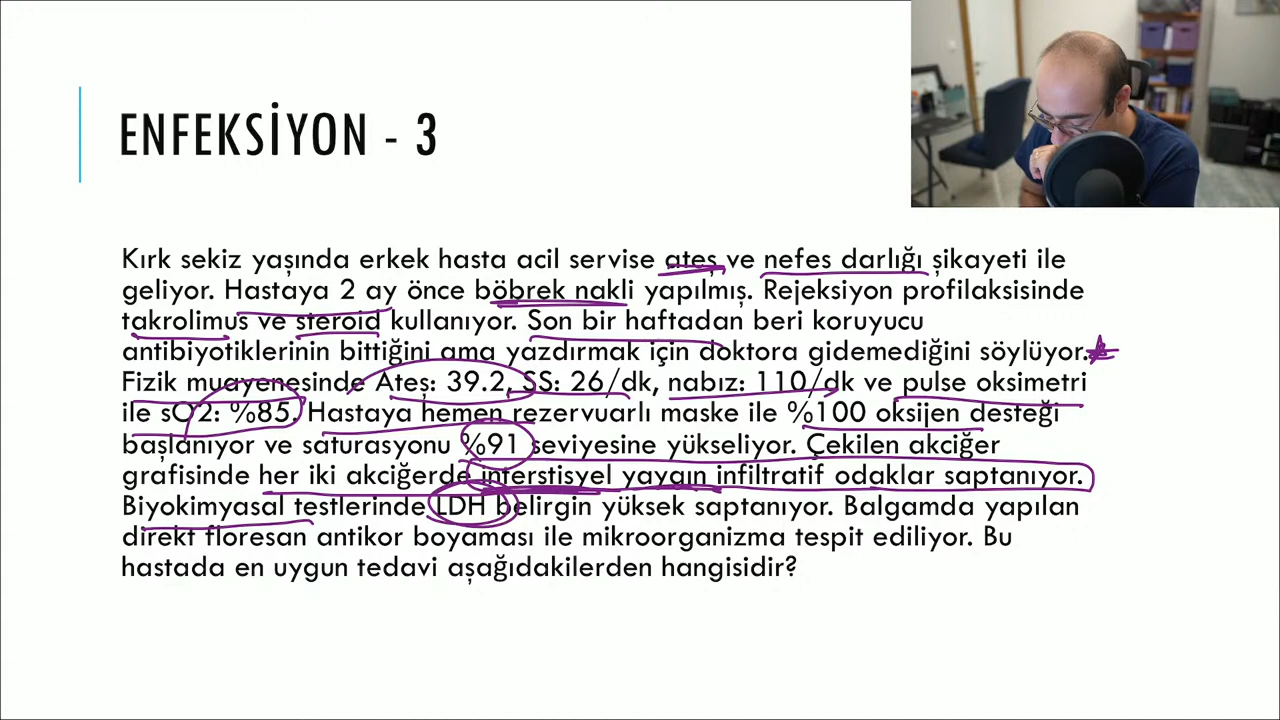 ENFEKSİYON - 3
Kırk sekiz yaşında erkek hasta acil servise ateş ve nefes darlığı şikayeti ile
geliyor. Hastaya 2 ay önce böbrek nakli yapılmış. Rejeksiyon profilaksisinde
takrolimus ve steroid kullanıyor. Son bir haftadan beri koruyucu
antibiyotiklerinin bittiğini ama yazdırmak için doktora gidemediğini söylüyor.
Fizik muayenesinde Ateş: 39.2, SS: 26/dk, nabız: 110/dk ve pulse oksimetri
ile sO2: %85. Hastaya hemen rezervuarlı maske ile %100 oksijen desteği
başlanıyor ve saturasyonu %91 seviyesine yükseliyor. Çekilen akciğer
grafisinde her iki akciğerde interstisyel yaygın infiltratif odaklar saptanıyor.
Biyokimyasal testlerinde LDH belirgin yüksek saptanıyor. Balgamda yapılan
direkt floresan antikor boyaması ile mikroorganizma tespit ediliyor. Bu
hastada en uygun tedavi aşağıdakilerden hangisidir?